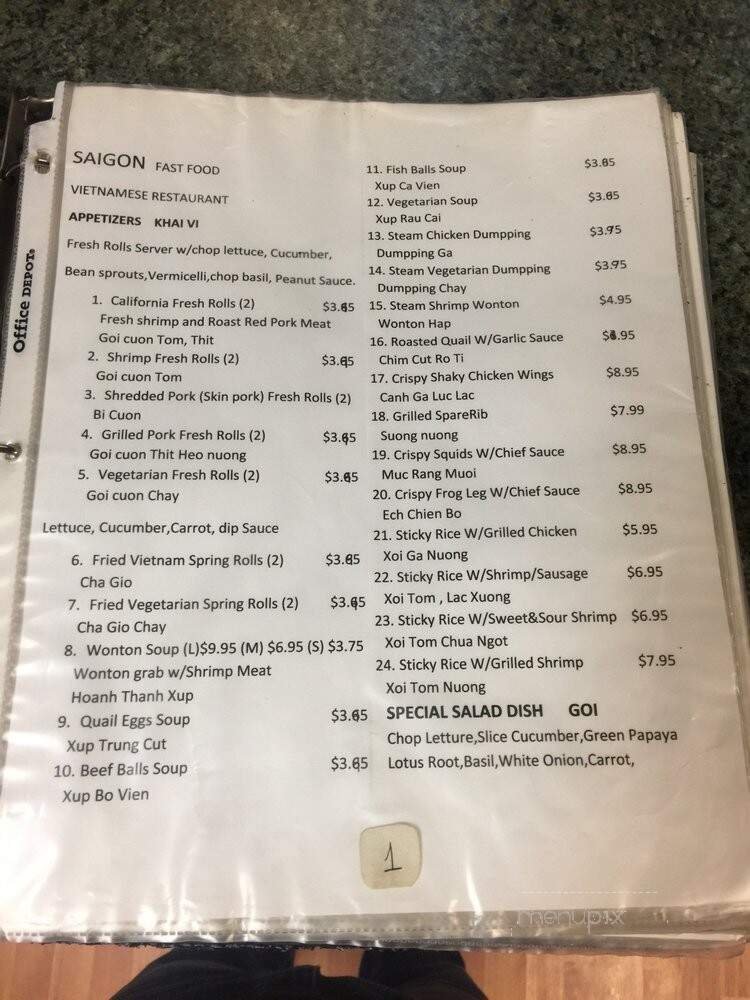 Office DEPOT®
SAIGON FAST FOOD
VIETNAMESE RESTAURANT
APPETIZERS KHAI VI
Fresh Rolls Server w/chop lettuce, Cucumber,
Bean sprouts,Vermicelli,chop basil, Peanut Sauce.
1. California Fresh Rolls (2) $3.65
Fresh shrimp and Roast Red Pork Meat
Goi cuon Tom, Thit
2. Shrimp Fresh Rolls (2) $3.65
Goi cuon Tom
3. Shredded Pork (Skin pork) Fresh Rolls (2)
Bi Cuon
4. Grilled Pork Fresh Rolls (2) $3.65
Goi cuon Thit Heo nuong
5. Vegetarian Fresh Rolls (2) $3.65
Goi cuon Chay
Lettuce, Cucumber,Carrot, dip Sauce
6. Fried Vietnam Spring Rolls (2) $3.65
Cha Gio
7. Fried Vegetarian Spring Rolls (2) $3.65
Cha Gio Chay
8. Wonton Soup (L)$9.95 (M) $6.95 (S) $3.75
Wonton grab w/Shrimp Meat
Hoanh Thanh Xup
9. Quail Eggs Soup $3.65
Xup Trung Cut
10. Beef Balls Soup $3.65
Xup Bo Vien
11. Fish Balls Soup $3.65
Xup Ca Vien
12. Vegetarian Soup $3.65
Xup Rau Cai
13. Steam Chicken Dumpping $3.75
Dumpping Ga
14. Steam Vegetarian Dumpping $3.75
Dumpping Chay
15. Steam Shrimp Wonton $4.95
Wonton Hap
16. Roasted Quail W/Garlic Sauce
Chim Cut Ro Ti
17. Crispy Shaky Chicken Wings $8.95
Canh Ga Luc Lac
18. Grilled SpareRib $7.99
Suong nuong
19. Crispy Squids W/Chief Sauce $8.95
Muc Rang Muoi
20. Crispy Frog Leg W/Chief Sauce $8.95
Ech Chien Bo
21. Sticky Rice W/Grilled Chicken $5.95
Xoi Ga Nuong
22. Sticky Rice W/Shrimp/Sausage $6.95
Xoi Tom , Lac Xuong
23. Sticky Rice W/Sweet&Sour Shrimp $6.95
Xoi Tom Chua Ngot
24. Sticky Rice W/Grilled Shrimp $7.95
Xoi Tom Nuong
SPECIAL SALAD DISH GOI
Chop Letture,Slice Cucumber,Green Papaya
Lotus Root,Basil,White Onion,Carrot,
1
menupix